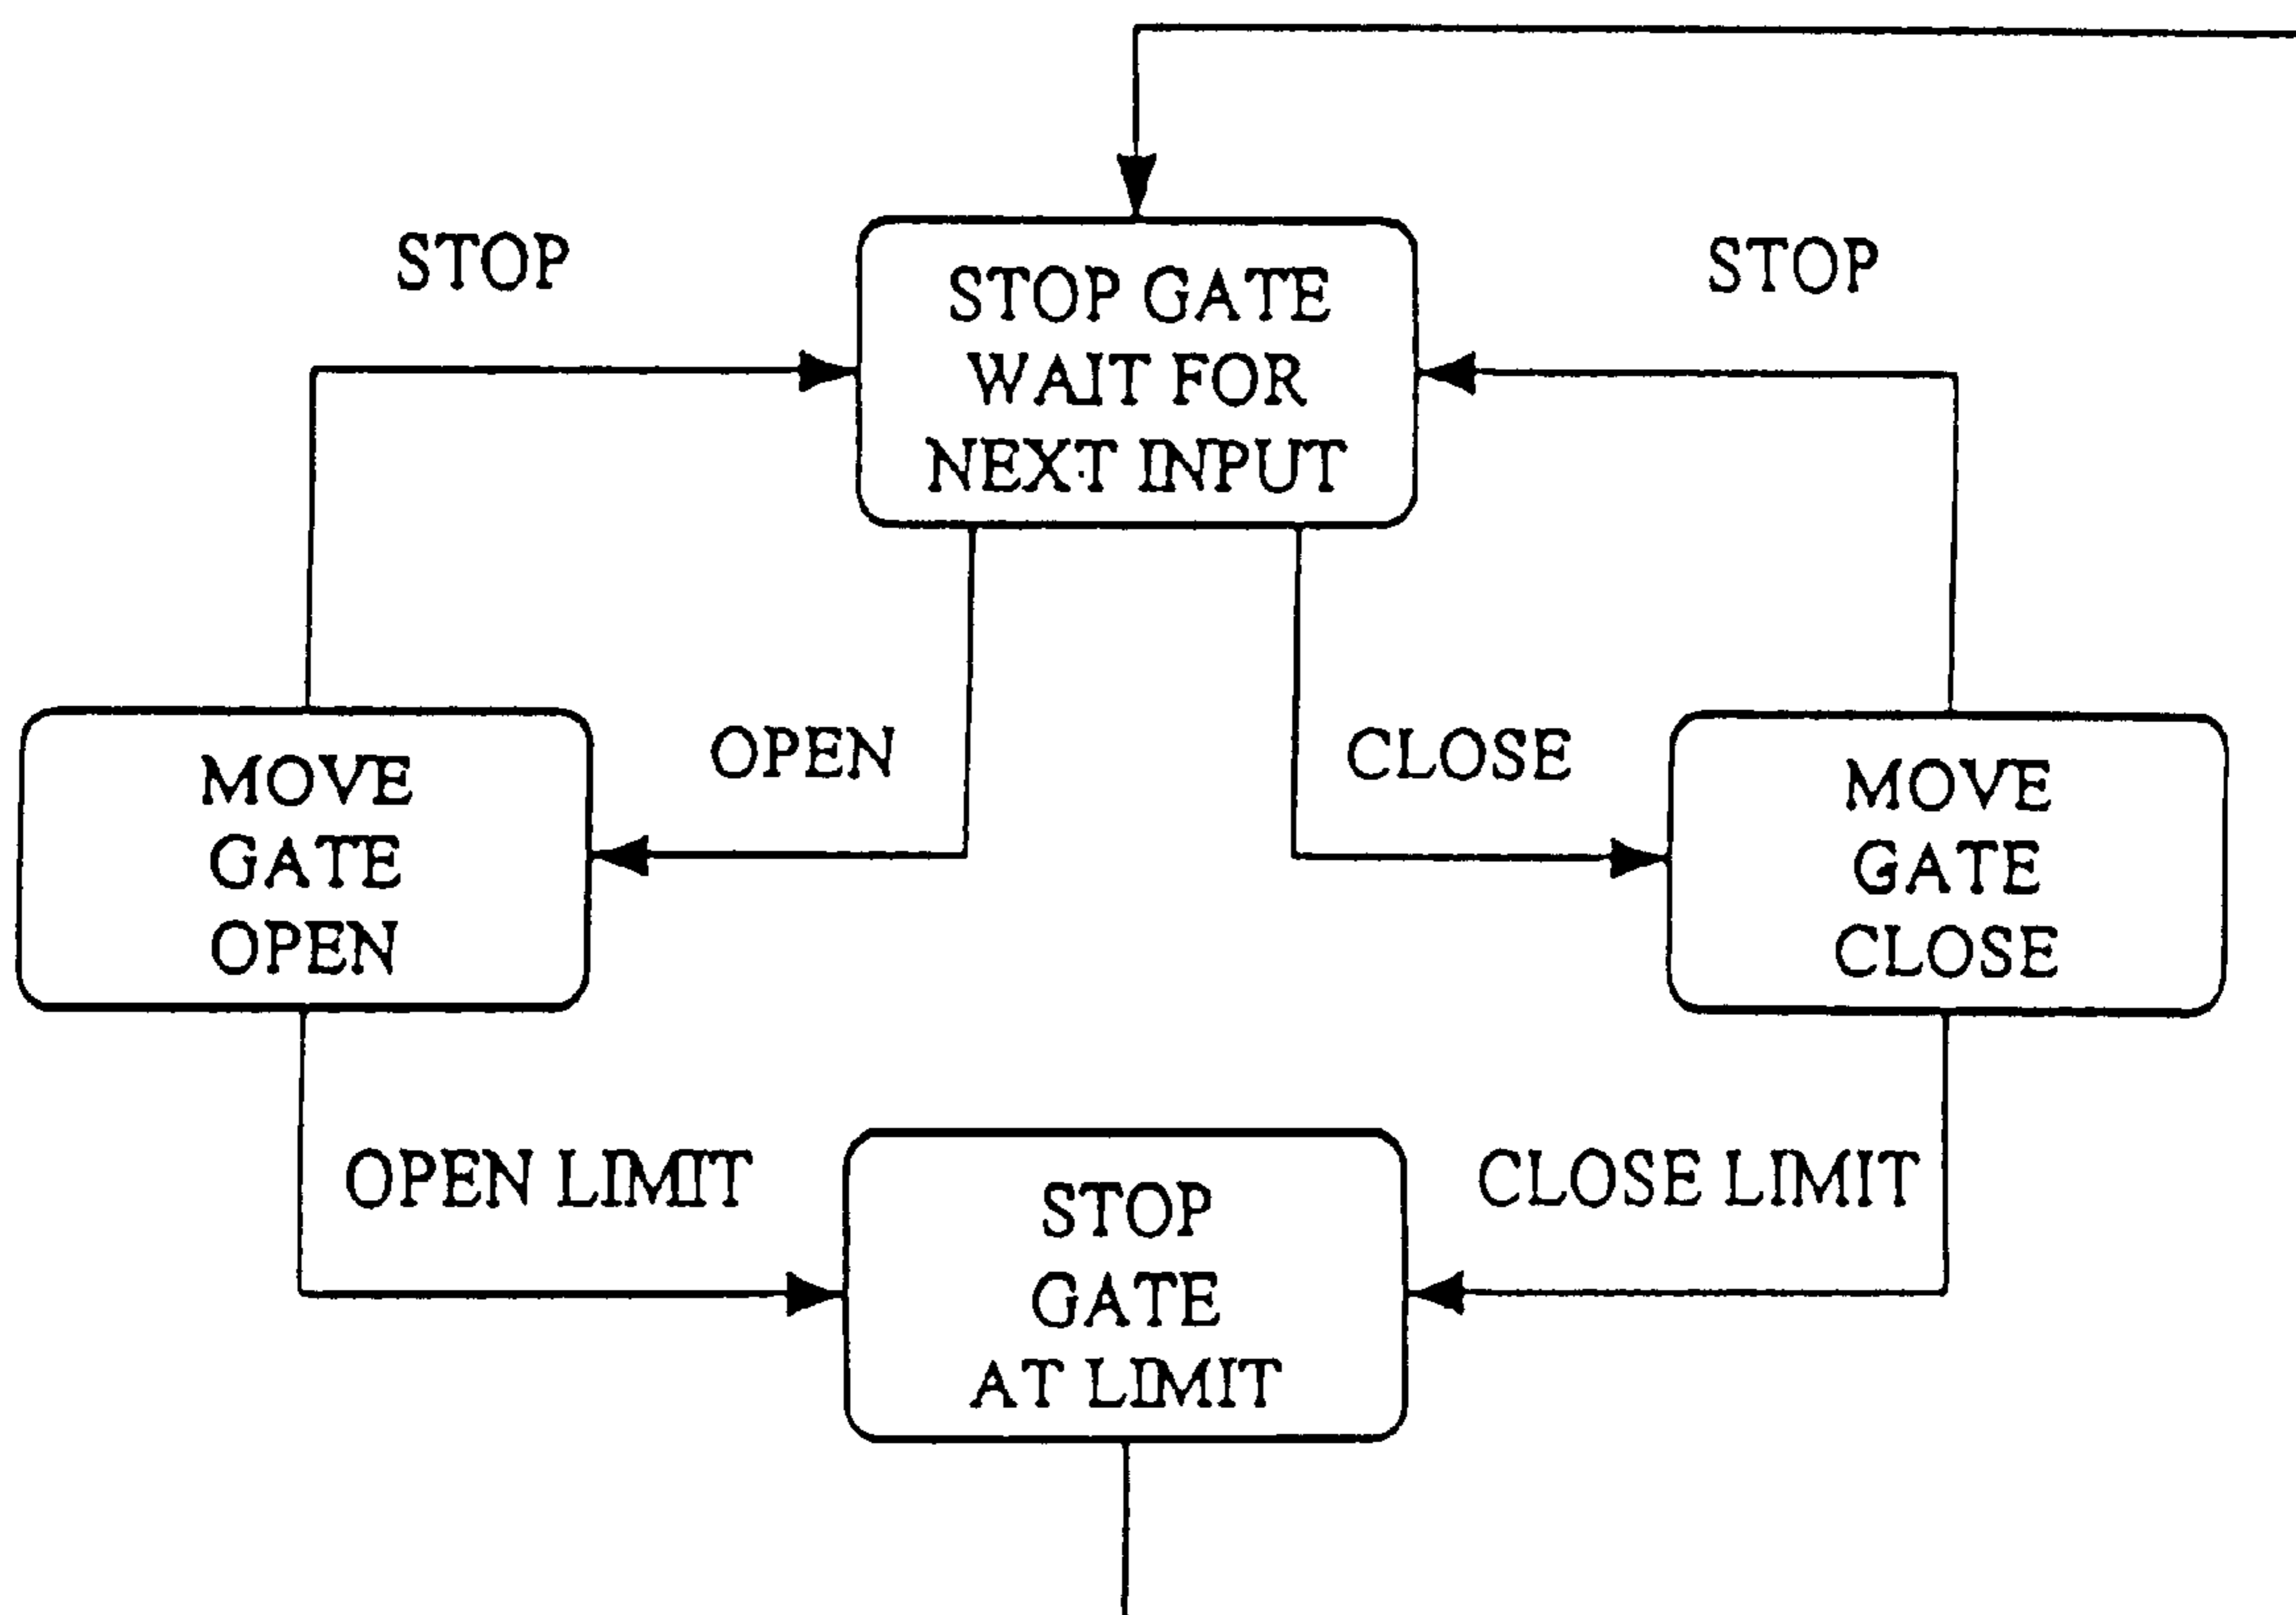 STOP
STOP GATE
WAIT FOR
NEXT INPUT
STOP
MOVE
GATE
OPEN
OPEN
CLOSE
MOVE
GATE
CLOSE
OPEN LIMIT
STOP
GATE
AT LIMIT
CLOSE LIMIT